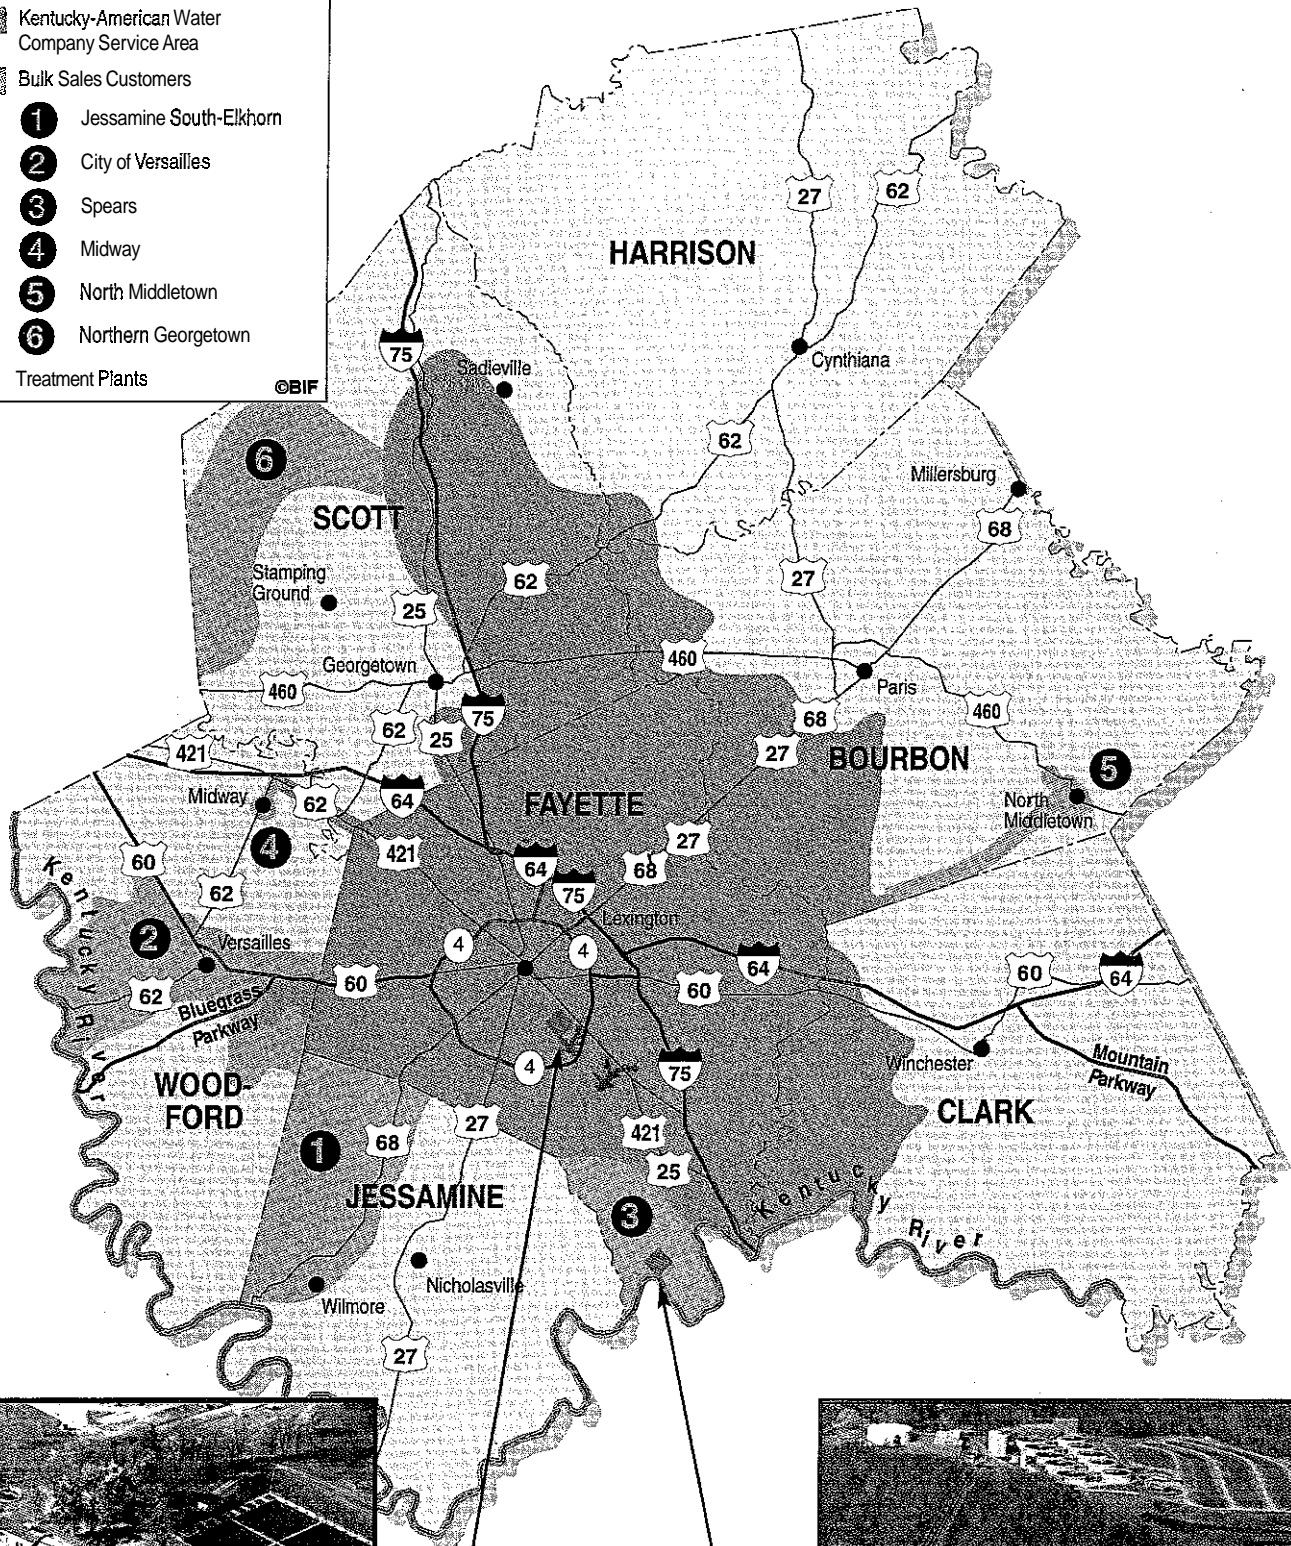 Kentucky-American Water
Company Service Area
Bulk Sales Customers
1 Jessamine South-Elkhorn
2 City of Versailles
3 Spears
4 Midway
5 North Middletown
6 Northern Georgetown
Treatment Plants
©BIF
HARRISON
27
62
75
Sadieville
Cynthiana
62
6
Millersburg
SCOTT
68
Stamping
Ground
62
27
25
Georgetown
460
460
Paris
75
62
25
68
460
421
27
BOURBON
5
Midway
62
64
FAYETTE
North
Middletown
4
421
27
60
64
68
62
75
Kentucky River
Lexington
2
Versailles
4
4
64
60
64
62
60
60
Bluegrass
Parkway
Winchester
Mountain
Parkway
4
75
WOOD-
FORD
CLARK
27
421
68
1
25
JESSAMINE
Kentucky River
3
Nicholasville
Wilmore
27